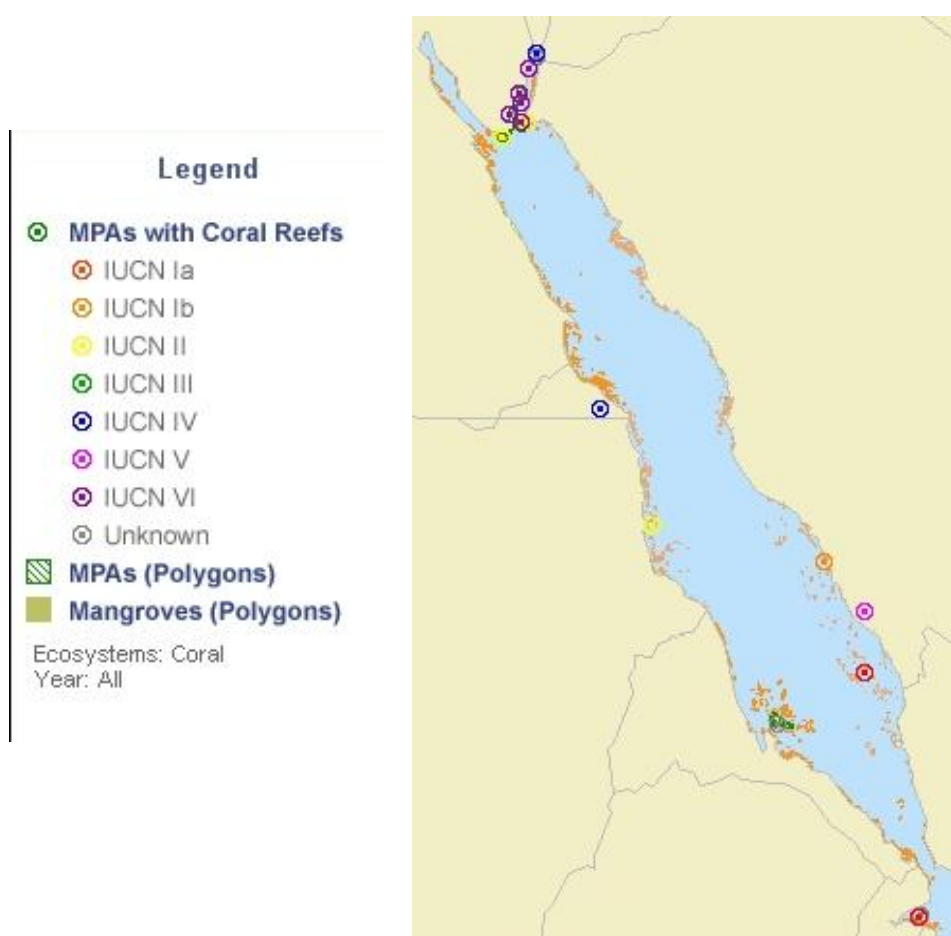 Legend
MPAs with Coral Reefs
IUCN Ia
IUCN Ib
IUCN II
IUCN III
IUCN IV
IUCN V
IUCN VI
Unknown
MPAs (Polygons)
Mangroves (Polygons)
Ecosystems: Coral
Year: All